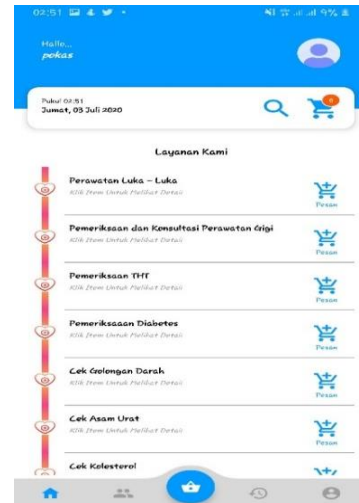 02:51
9%
Hallo...
pokas
Pukul 02:51
Jumat, 03 Juli 2020
0
Layanan Kami
Perawatan Luka - Luka
Klik Item Untuk Melihat Detail
Pesan
Pemeriksaan dan Konsultasi Perawatan Gigi
Klik Item Untuk Melihat Detail
Pesan
Pemeriksaan THT
Klik Item Untuk Melihat Detail
Pesan
Pemeriksaaan Diabetes
Klik Item Untuk Melihat Detail
Pesan
Cek Golongan Darah
Klik Item Untuk Melihat Detail
Pesan
Cek Asam Urat
Klik Item Untuk Melihat Detail
Pesan
Cek Kolesterol